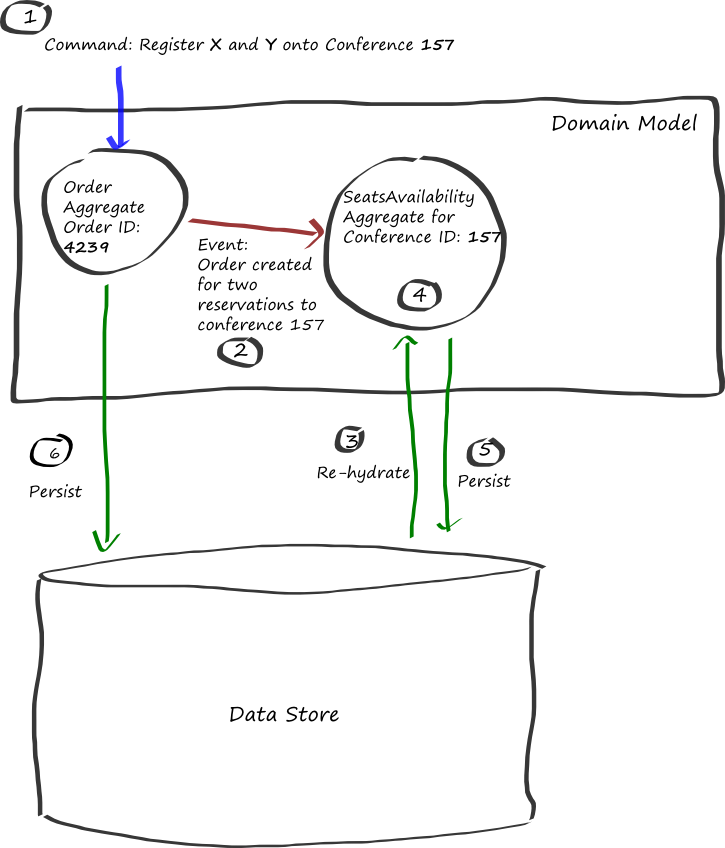 1
Command: Register X and Y onto Conference 157
Domain Model
Order
Aggregate
Order ID:
4239
SeatsAvailability
Aggregate for
Conference ID: 157
4
Event:
Order created
for two
reservations to
conference 157
2
6
Persist
3
Re-hydrate
5
Persist
Data Store